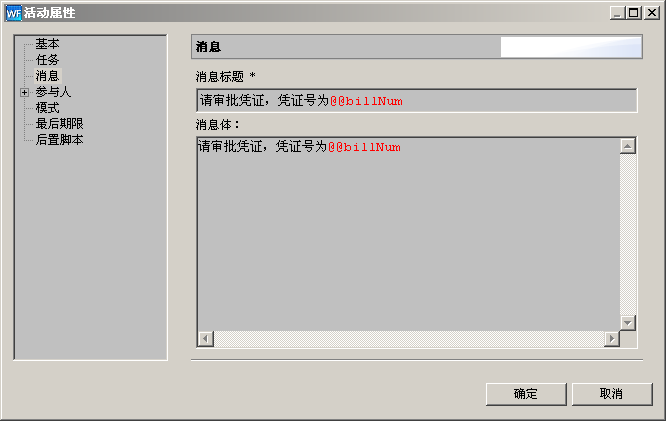 WF 活动属性
基本
任务
消息
参与人
模式
最后期限
后置脚本
消息
消息标题 *
请审批凭证，凭证号为@@billNum
消息体：
请审批凭证，凭证号为@@billNum
确定
取消